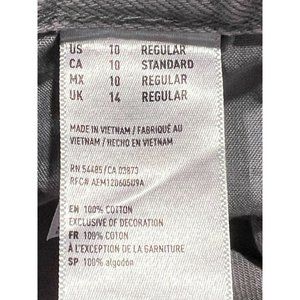 US 10 REGULAR
CA 10 STANDARD
MX 10 REGULAR
UK 14 REGULAR
MADE IN VIETNAM / FABRIQUÉ AU
VIETNAM / HECHO EN VIETNAM
RN 54485 / CA 03873
RFC# AEM120605U9A
EN 100% COTTON
EXCLUSIVE OF DECORATION
FR 100% COTON
À L'EXCEPTION DE LA GARNITURE
SP 100% algodón